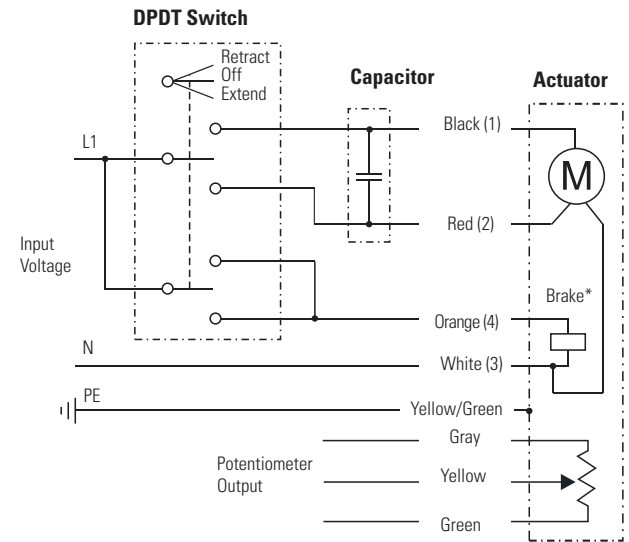 DPDT Switch
Retract
Off
Extend
Capacitor
Actuator
Black (1)
L1
M
Red (2)
Input
Voltage
Brake*
Orange (4)
N
White (3)
PE
Yellow/Green
Gray
Potentiometer
Output
Yellow
Green